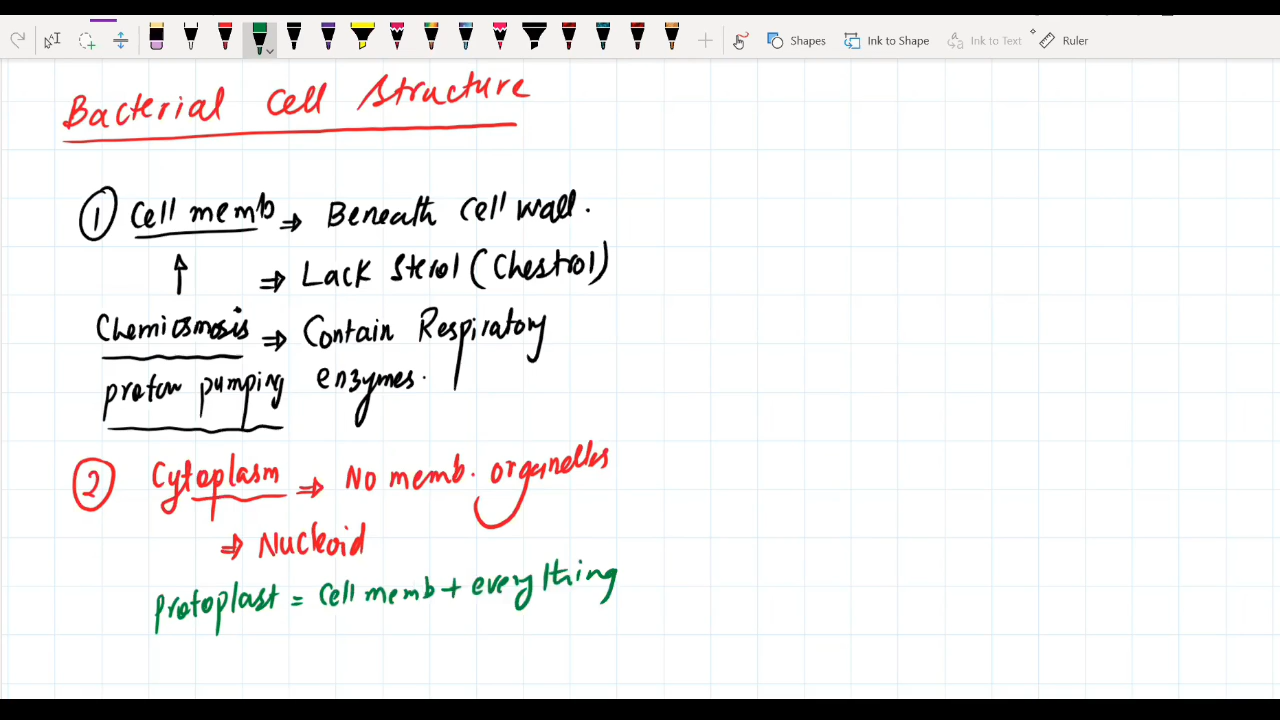 Shapes Ink to Shape Ink to Text Ruler
Bacterial Cell Structure
① Cell memb ⇒ Beneath cell wall.
↑ ⇒ Lack Sterol (Chestrol)
Chemiosmosis ⇒ Contain Respiratory
proton pumping enzymes.
② Cytoplasm ⇒ No memb. organelles
⇒ Nucleoid
protoplast = cell memb + everything